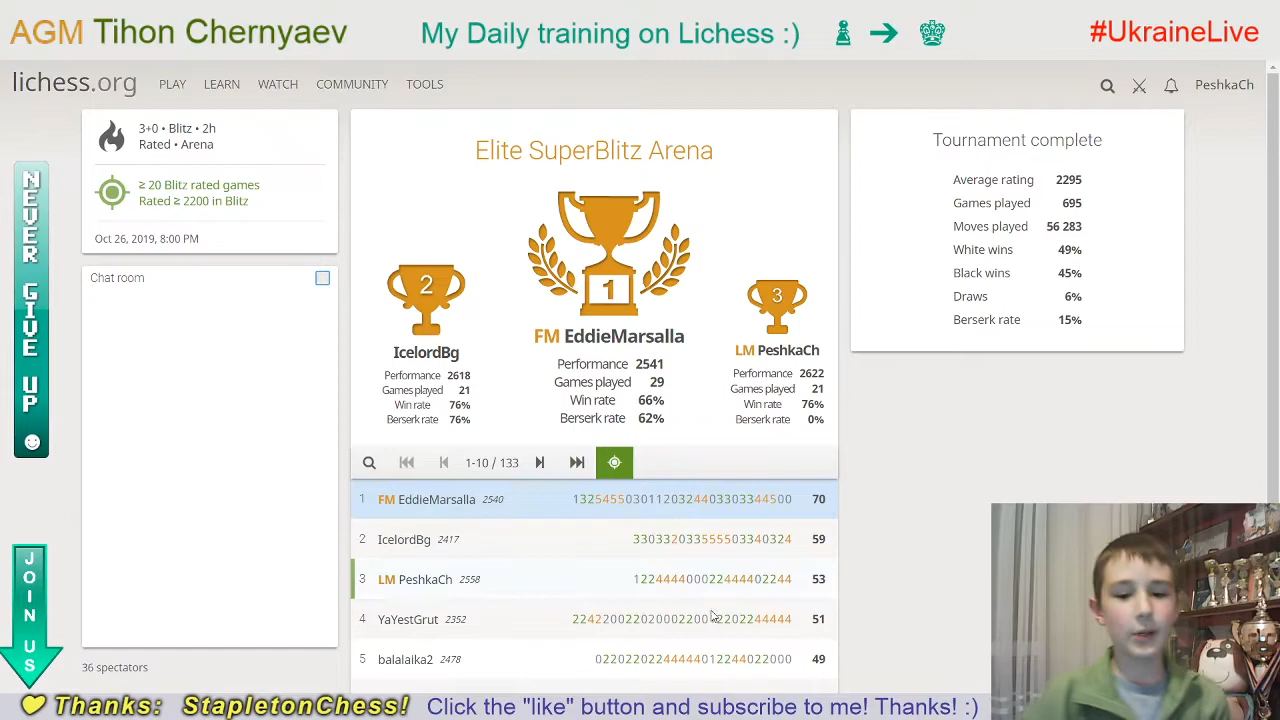 AGM Tihon Chernyaev
My Daily training on Lichess :)
#UkraineLive
lichess.org
PLAY
LEARN
WATCH
COMMUNITY
TOOLS
PeshkaCh
3+0 • Blitz • 2h
Rated • Arena
≥ 20 Blitz rated games
Rated ≥ 2200 in Blitz
Oct 26, 2019, 8:00 PM
Chat room
36 spectators
NEVER GIVE UP
JOIN US
Elite SuperBlitz Arena
2
IcelordBg
Performance 2618
Games played 21
Win rate 76%
Berserk rate 76%
1
FM EddieMarsalla
Performance 2541
Games played 29
Win rate 66%
Berserk rate 62%
3
LM PeshkaCh
Performance 2622
Games played 21
Win rate 76%
Berserk rate 0%
1-10 / 133
1 FM EddieMarsalla 2540 13254550301120324403303344500 70
2 IcelordBg 2417 330332033555503340324 59
3 LM PeshkaCh 2558 122444400022444402244 53
4 YaYestGrut 2352 22422002202000220022202244444 51
5 balalaika2 2478 02202202244444012244022000 49
Tournament complete
Average rating 2295
Games played 695
Moves played 56 283
White wins 49%
Black wins 45%
Draws 6%
Berserk rate 15%
Thanks: StapletonChess!
Click the "like" button and subscribe to me! Thanks! :)